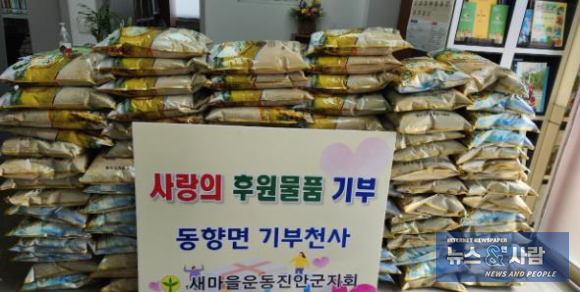 사랑의 후원물품 기부
동향면 기부천사
새마을운동진안군지회
INTERNET NEWSPAPER
뉴스&사람
NEWS AND PEOPLE